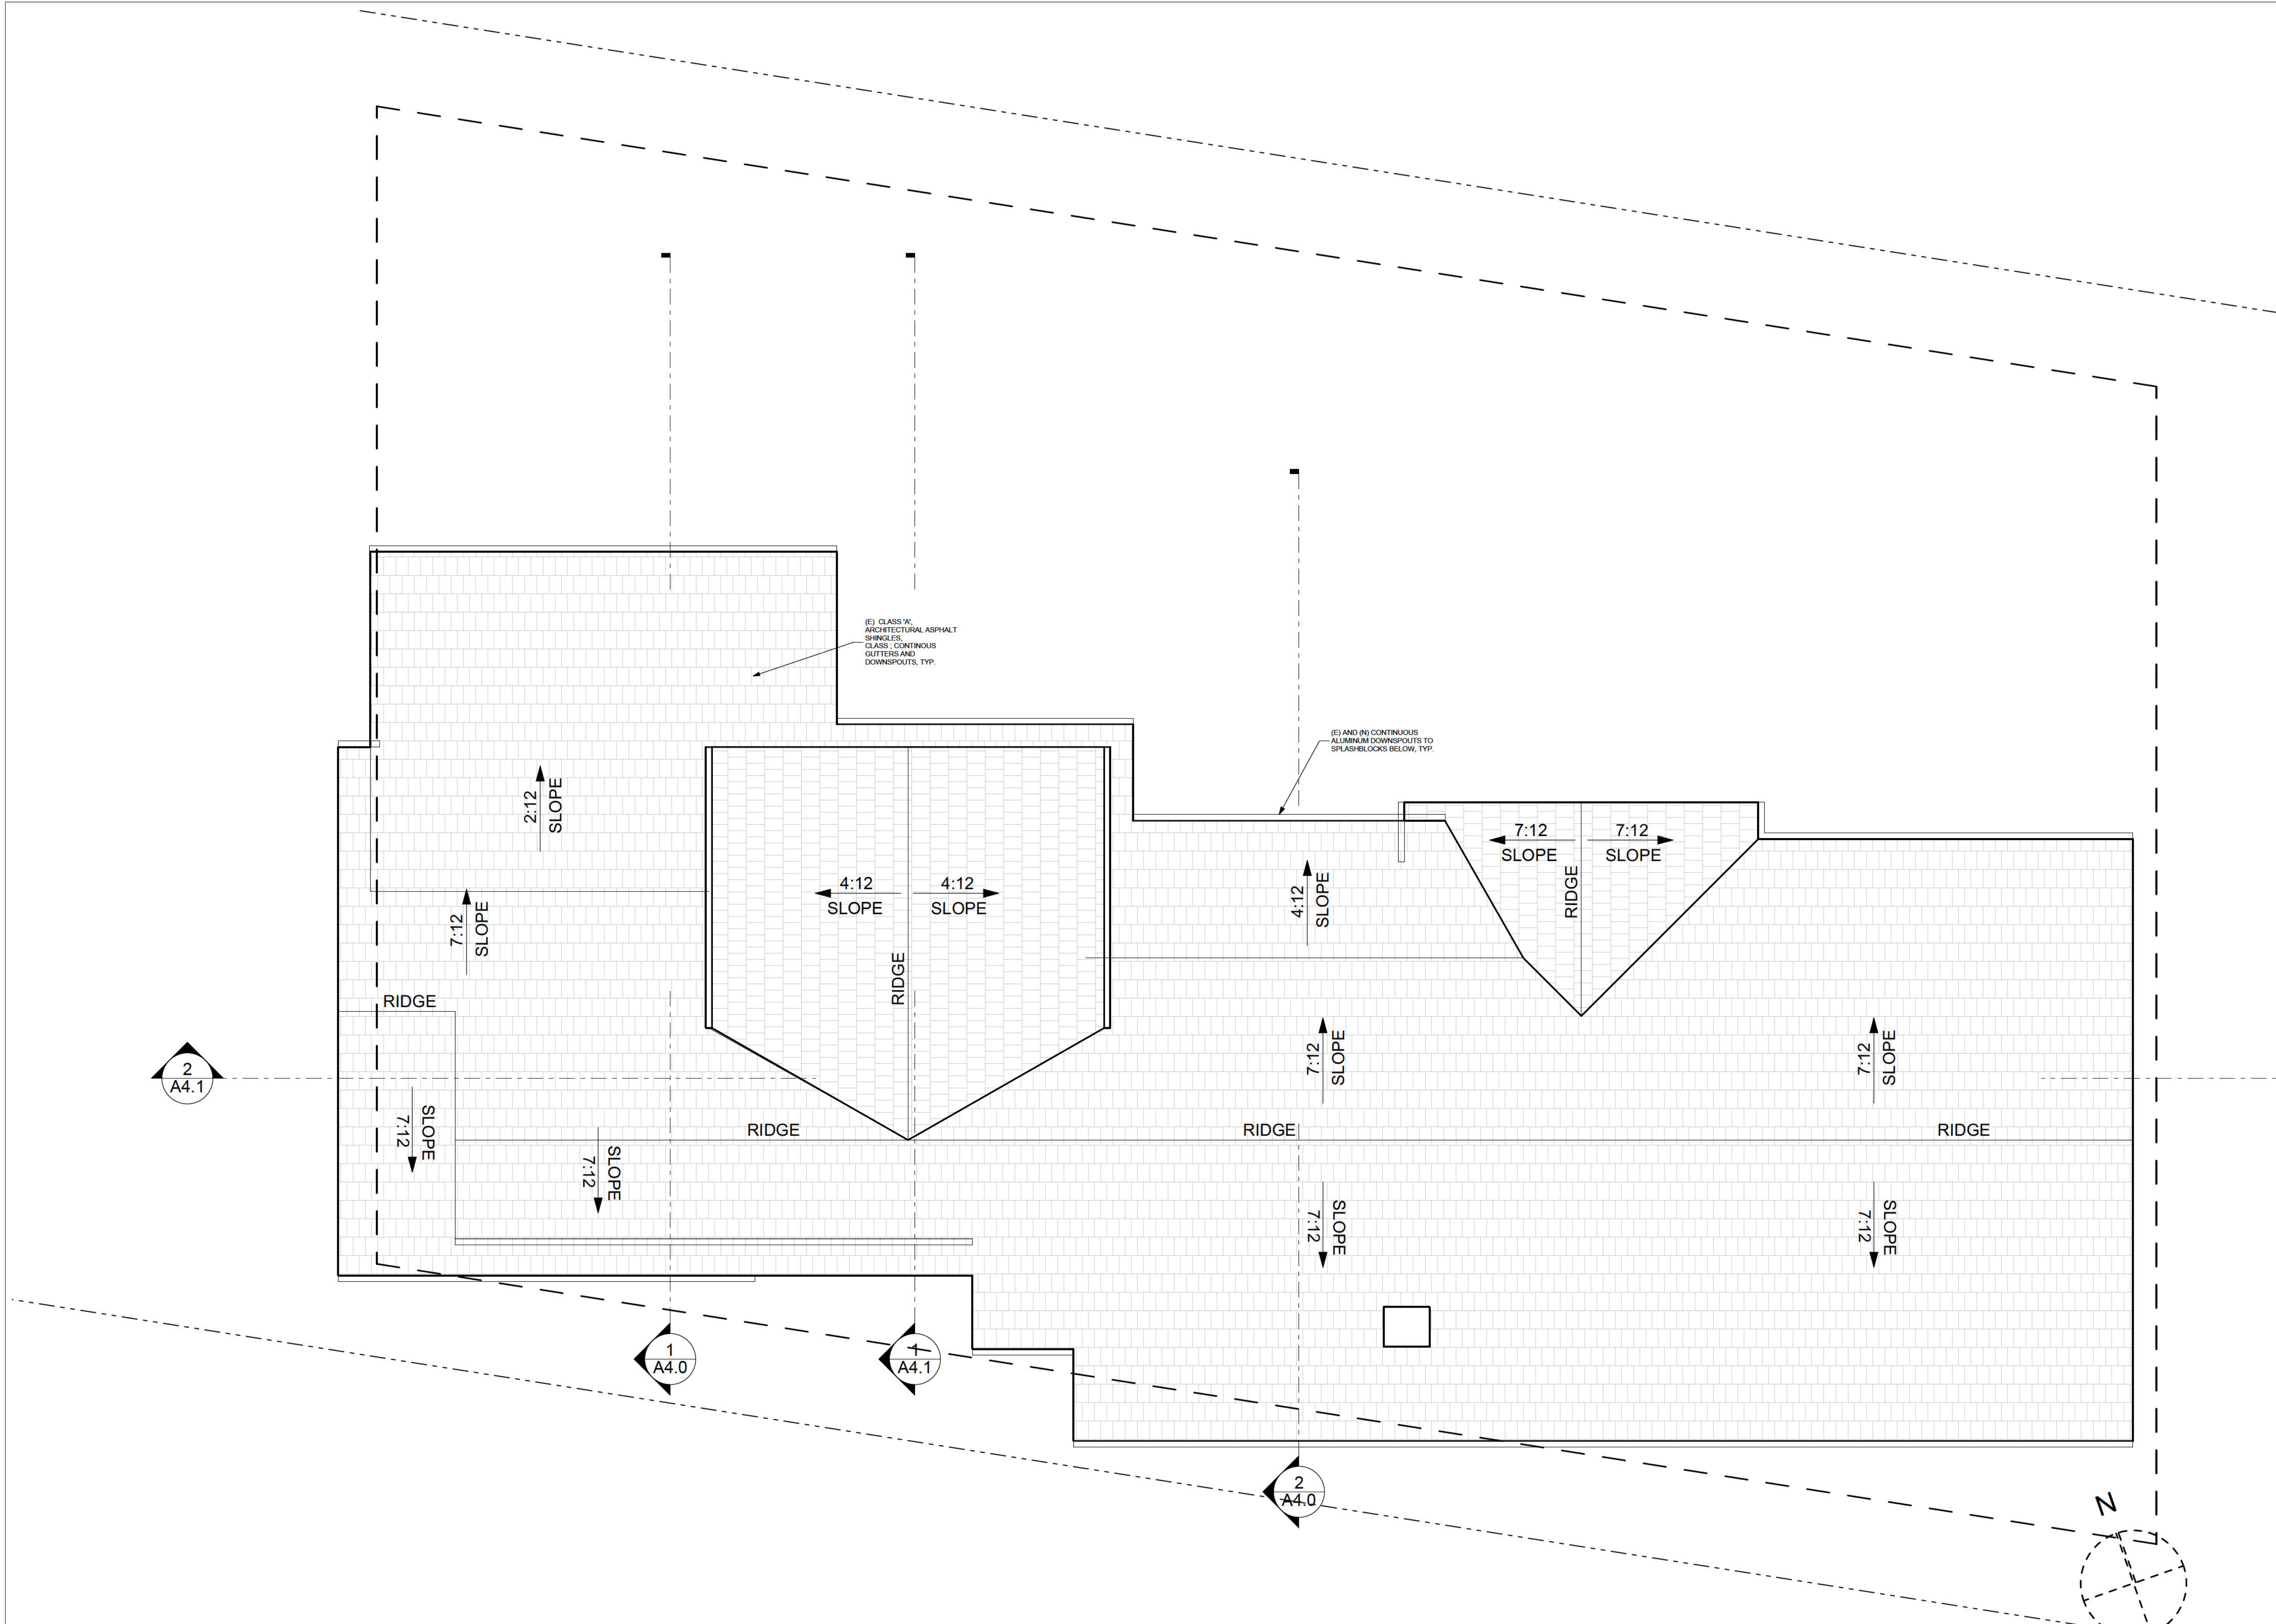 (E) CLASS 'A',
ARCHITECTURAL ASPHALT
SHINGLES,
CLASS ; CONTINOUS
GUTTERS AND
DOWNSPOUTS, TYP.
(E) AND (N) CONTINUOUS
ALUMINUM DOWNSPOUTS TO
SPLASHBLOCKS BELOW, TYP.
2:12
SLOPE
7:12
SLOPE
4:12
SLOPE
4:12
SLOPE
RIDGE
4:12
SLOPE
7:12
SLOPE
7:12
SLOPE
RIDGE
RIDGE
2
A4.1
7:12
SLOPE
7:12
SLOPE
7:12
SLOPE
RIDGE
RIDGE
RIDGE
7:12
SLOPE
7:12
SLOPE
7:12
SLOPE
1
A4.0
1
A4.1
2
A4.0
N